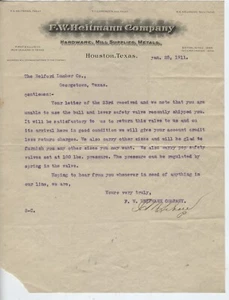 F.W. Heitmann Company
Hardware, Mill Supplies, Metals,
Houston, Texas,
1911.
The Belford Lumber Co.,
Georgetown, Texas.
Gentlemen:-
Your letter of the 23rd received and we note that you are
unable to use the ball and lever safety valve recently shipped you.
It will be satisfactory to us to return this valve to us and on
its arrival here in good condition we will give your account credit
less return charges. We also carry other sizes and will be glad to
furnish you any other sizes you may want. We also carry pop safety
valves set at 100 lbs. pressure. The pressure can be regulated by
spring in the valve.
Hoping to hear from you whenever in need of anything in
our line, we are,
Yours very truly,
F. W. HEITMANN COMPANY.